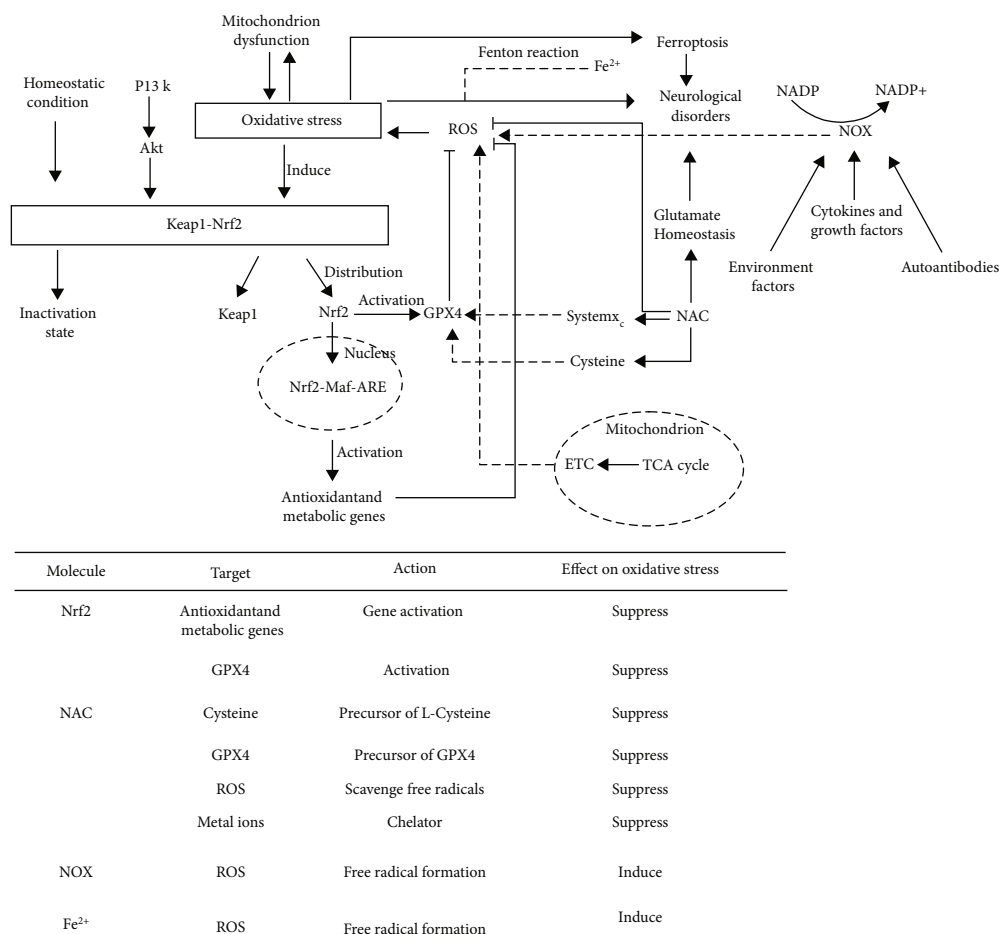 Mitochondrion
dysfunction
Fenton reaction
Fe²⁺
Ferroptosis
Homeostatic
condition
P13 k
Oxidative stress
ROS
Neurological
disorders
NADP
NADP+
NOX
Akt
Induce
Keap1-Nrf2
Glutamate
Homeostasis
Cytokines and
growth factors
Environment
factors
Autoantibodies
Distribution
Inactivation
state
Keap1
Nrf2
Activation
GPX4
Systemx꜀
NAC
Nucleus
Cysteine
Nrf2-Maf-ARE
Mitochondrion
Activation
ETC
TCA cycle
Antioxidantand
metabolic genes
Molecule Target Action Effect on oxidative stress
Nrf2 Antioxidantand Gene activation Suppress
metabolic genes
GPX4 Activation Suppress
NAC Cysteine Precursor of L-Cysteine Suppress
GPX4 Precursor of GPX4 Suppress
ROS Scavenge free radicals Suppress
Metal ions Chelator Suppress
NOX ROS Free radical formation Induce
Fe²⁺ ROS Free radical formation Induce